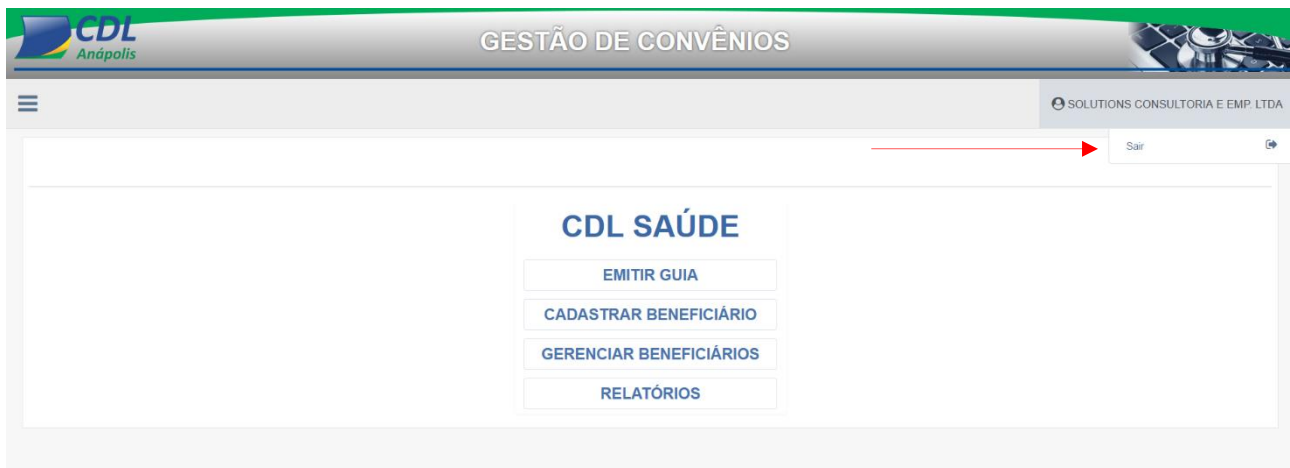 CDL
Anápolis
GESTÃO DE CONVÊNIOS
SOLUTIONS CONSULTORIA E EMP. LTDA
Sair
CDL SAÚDE
EMITIR GUIA
CADASTRAR BENEFICIÁRIO
GERENCIAR BENEFICIÁRIOS
RELATÓRIOS